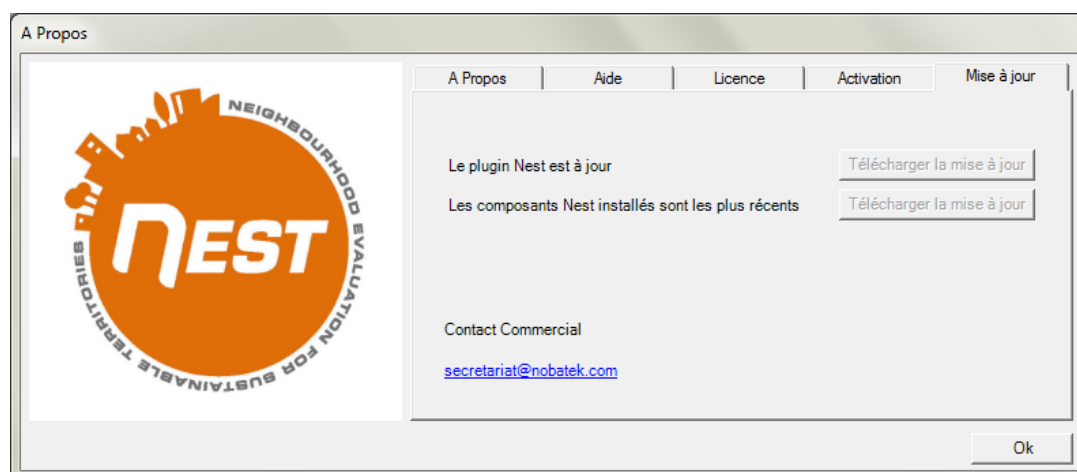 A Propos
NEIGHBOURHOOD EVALUATION FOR SUSTAINABLE TERRITORIES
nEST
A Propos
Aide
Licence
Activation
Mise à jour
Le plugin Nest est à jour
Télécharger la mise à jour
Les composants Nest installés sont les plus récents
Télécharger la mise à jour
Contact Commercial
secretariat@nobatek.com
Ok